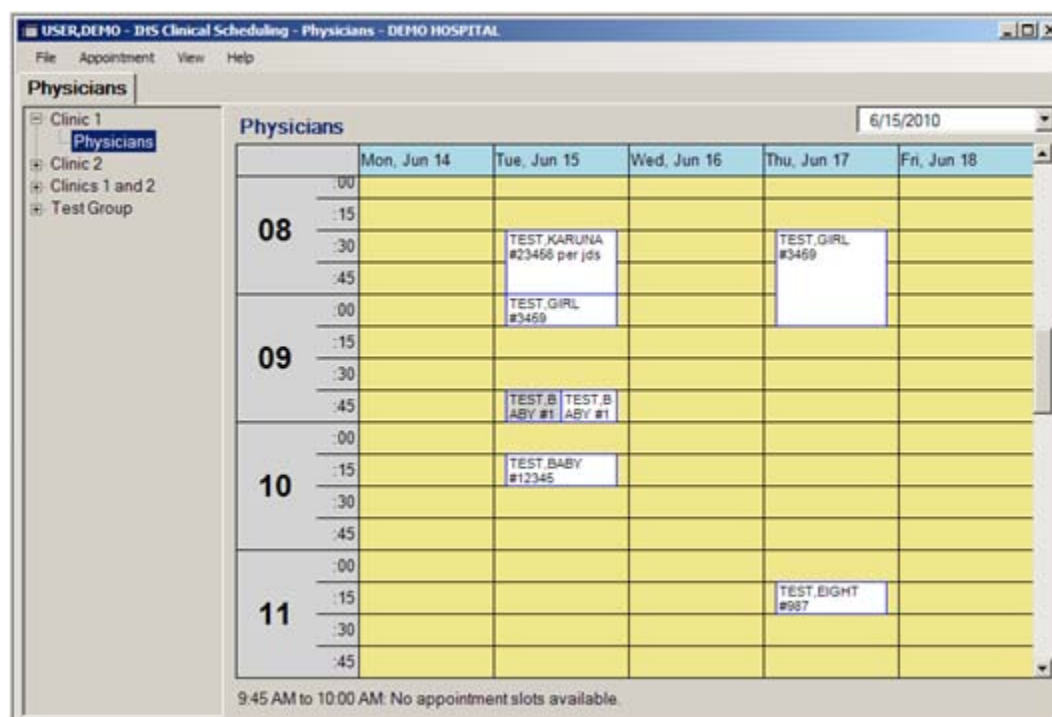 USER,DEMO - IHS Clinical Scheduling - Physicians - DEMO HOSPITAL
File Appointment View Help
Physicians
Clinic 1
Physicians
Clinic 2
Clinics 1 and 2
Test Group
Physicians 6/15/2010
Mon, Jun 14 Tue, Jun 15 Wed, Jun 16 Thu, Jun 17 Fri, Jun 18
:00
08 :15
:30 TEST,KARUNA TEST,GIRL
#23456 per jds #3469
:45
:00 TEST,GIRL
#3469
09 :15
:30
:45 TEST,B TEST,B
ABY #1 ABY #1
:00
10 :15 TEST,BABY
#12345
:30
:45
:00
11 :15 TEST,EIGHT
#987
:30
:45
9:45 AM to 10:00 AM: No appointment slots available.